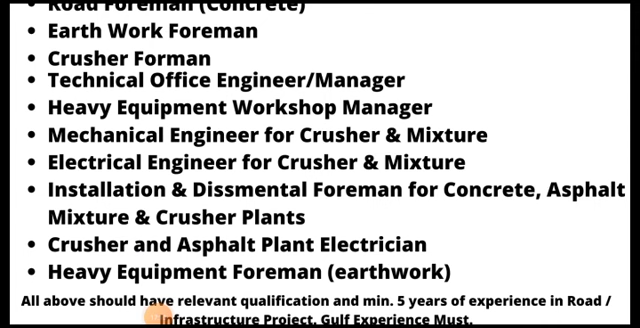 • Road Foreman (Concrete)
• Earth Work Foreman
• Crusher Forman
• Technical Office Engineer/Manager
• Heavy Equipment Workshop Manager
• Mechanical Engineer for Crusher & Mixture
• Electrical Engineer for Crusher & Mixture
• Installation & Dissmental Foreman for Concrete, Asphalt
Mixture & Crusher Plants
• Crusher and Asphalt Plant Electrician
• Heavy Equipment Foreman (earthwork)
All above should have relevant qualification and min. 5 years of experience in Road /
Infrastructure Project. Gulf Experience Must.